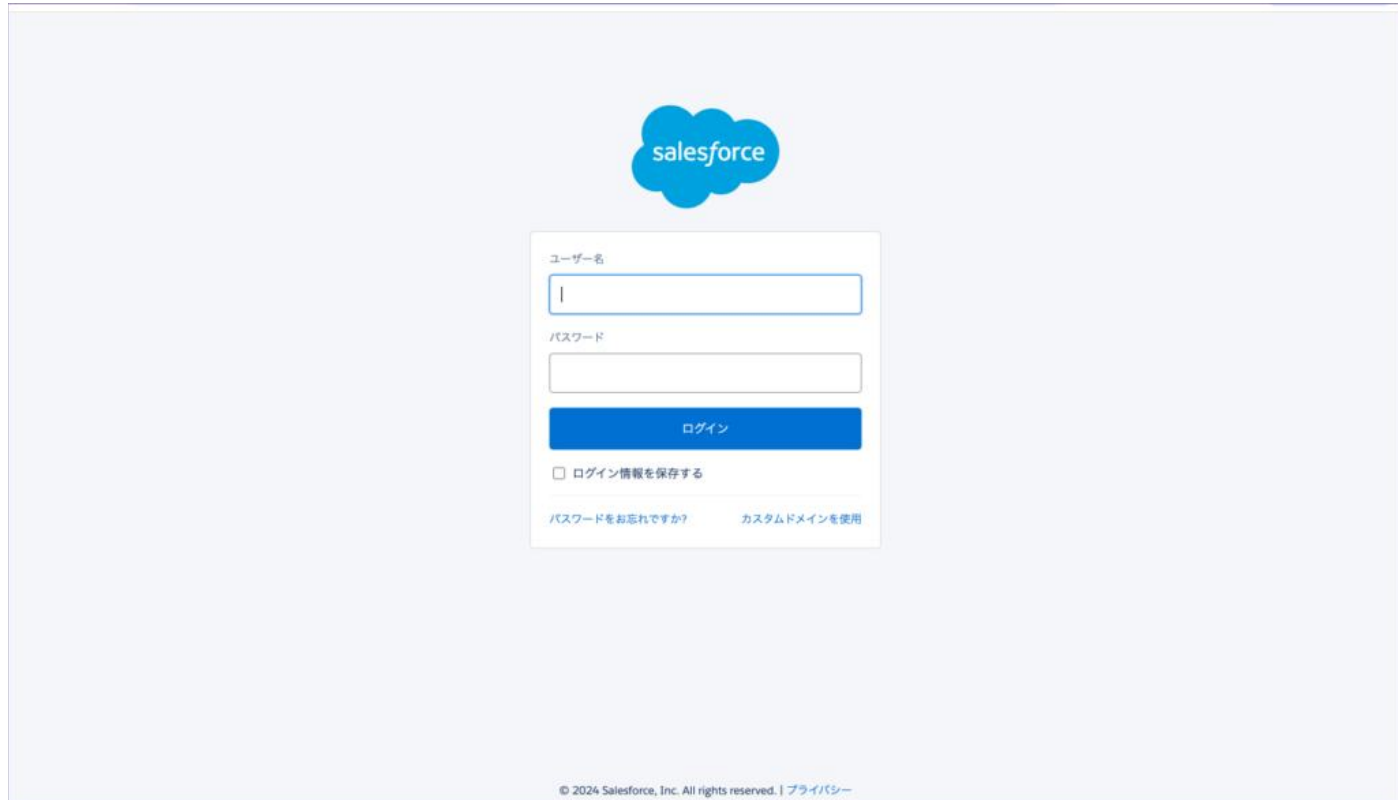 salesforce
ユーザー名
パスワード
ログイン
ログイン情報を保存する
パスワードをお忘れですか? カスタムドメインを使用
© 2024 Salesforce, Inc. All rights reserved. | プライバシー